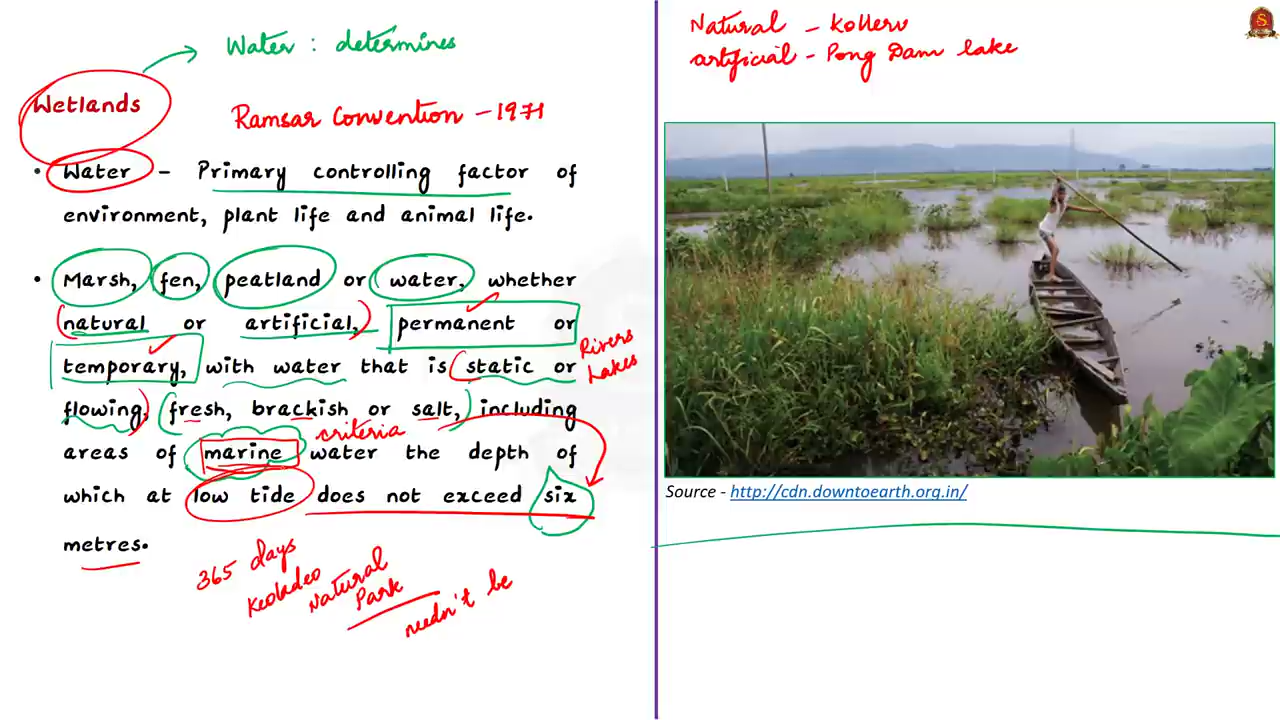 Water : determines
Wetlands
Ramsar Convention - 1971
• Water - Primary controlling factor of
environment, plant life and animal life.
• Marsh, fen, peatland or water, whether
natural or artificial, permanent or
temporary, with water that is static or
Rivers
Lakes
flowing, fresh, brackish or salt, including
criteria
areas of marine water the depth of
which at low tide does not exceed six
metres.
365 days
Keoladeo
Natural
Park
needn't be
Natural - Kolleru
artificial - Pong Dam lake
Source - http://cdn.downtoearth.org.in/